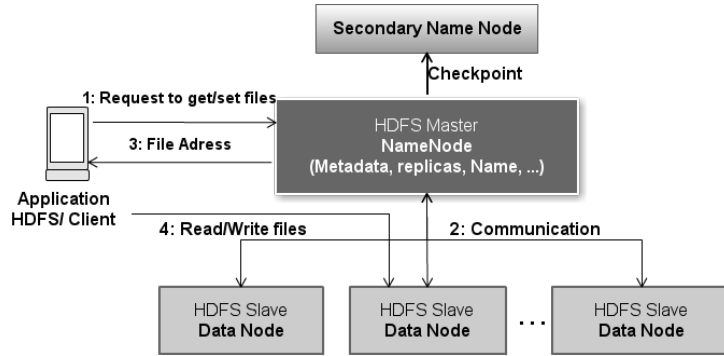 Secondary Name Node
Checkpoint
1: Request to get/set files
HDFS Master
NameNode
(Metadata, replicas, Name, ...)
3: File Adress
Application
HDFS/ Client
4: Read/Write files
2: Communication
HDFS Slave
Data Node
HDFS Slave
Data Node
...
HDFS Slave
Data Node